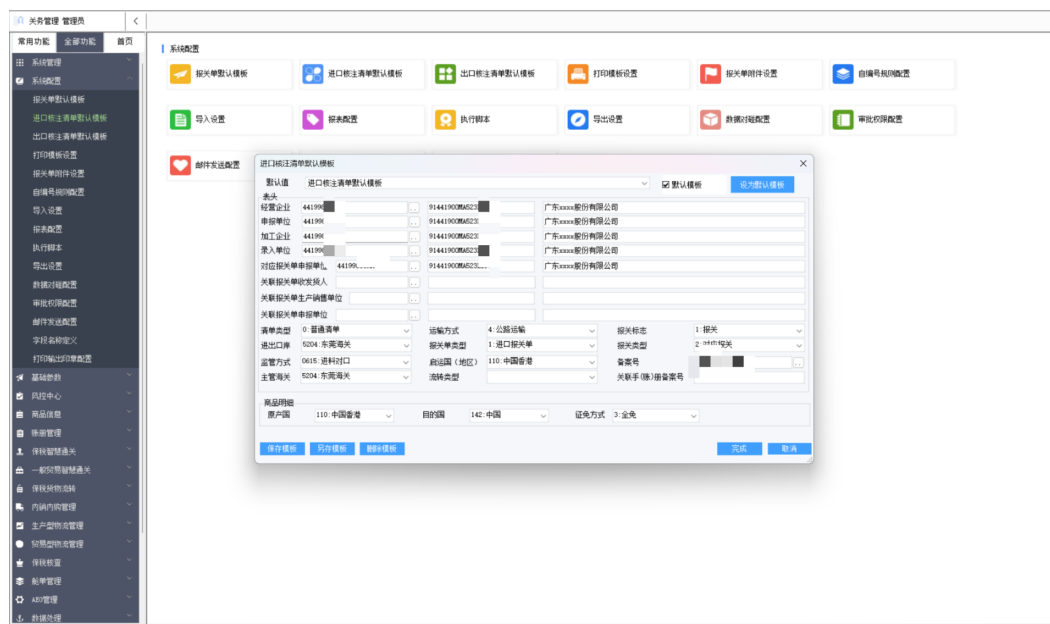 关务管理 管理员
常用功能 全部功能 首页
系统管理
系统配置
报关单默认模板
进口核注清单默认模板
出口核注清单默认模板
打印模板设置
报关单附件设置
自编号规则配置
导入设置
报表配置
执行脚本
导出设置
数据对碰配置
审批权限配置
邮件发送配置
字段名称定义
打印输出印章配置
基础参数
风控中心
商品信息
账册管理
保税智慧通关
一般贸易智慧通关
保税货物流转
内销内购管理
生产型物流管理
贸易型物流管理
保税核查
舱单管理
AEO管理
数据处理
系统配置
报关单默认模板 进口核注清单默认模板 出口核注清单默认模板 打印模板设置 报关单附件设置 自编号规则配置
导入设置 报表配置 执行脚本 导出设置 数据对碰配置 审批权限配置
邮件发送配置
进口核注清单默认模板
默认值 进口核注清单默认模板 默认模板 设为默认模板
表头
经营企业 44199 91441900MA523 广东xxxx股份有限公司
申报单位 44199 91441900MA523 广东xxxx股份有限公司
加工企业 44199 91441900MA523 广东xxxx股份有限公司
录入单位 44199 91441900MA523 广东xxxx股份有限公司
对应报关单申报单位 44199 91441900MA523 广东xxxx股份有限公司
关联报关单收发货人
关联报关单生产销售单位
关联报关单申报单位
清单类型 0:普通清单 运输方式 4:公路运输 报关标志 1:报关
进出口岸 5204:东莞海关 报关单类型 1:进口报关单 报关类型 2:对应报关
监管方式 0615:进料对口 启运国(地区) 110:中国香港 备案号
主管海关 5204:东莞海关 流转类型 关联手(账)册备案号
商品明细
原产国 110:中国香港 目的国 142:中国 征免方式 3:全免
保存模板 另存模板 删除模板 完成 取消